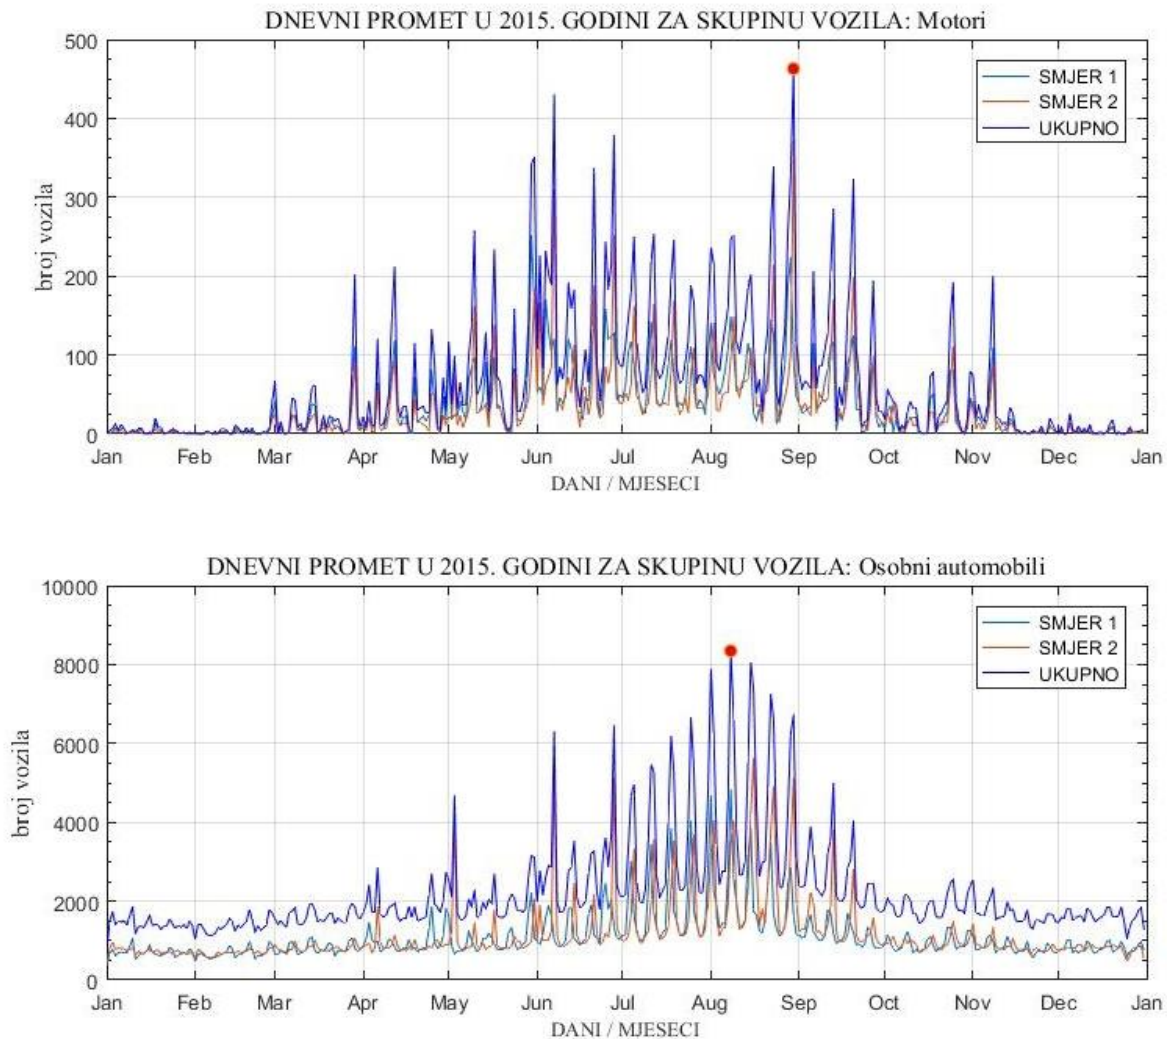 DNEVNI PROMET U 2015. GODINI ZA SKUPINU VOZILA: Motori
500
400
300
200
100
0
broj vozila
SMJER 1
SMJER 2
UKUPNO
Jan Feb Mar Apr May Jun Jul Aug Sep Oct Nov Dec Jan
DANI / MJESECI
DNEVNI PROMET U 2015. GODINI ZA SKUPINU VOZILA: Osobni automobili
10000
8000
6000
4000
2000
0
broj vozila
SMJER 1
SMJER 2
UKUPNO
Jan Feb Mar Apr May Jun Jul Aug Sep Oct Nov Dec Jan
DANI / MJESECI